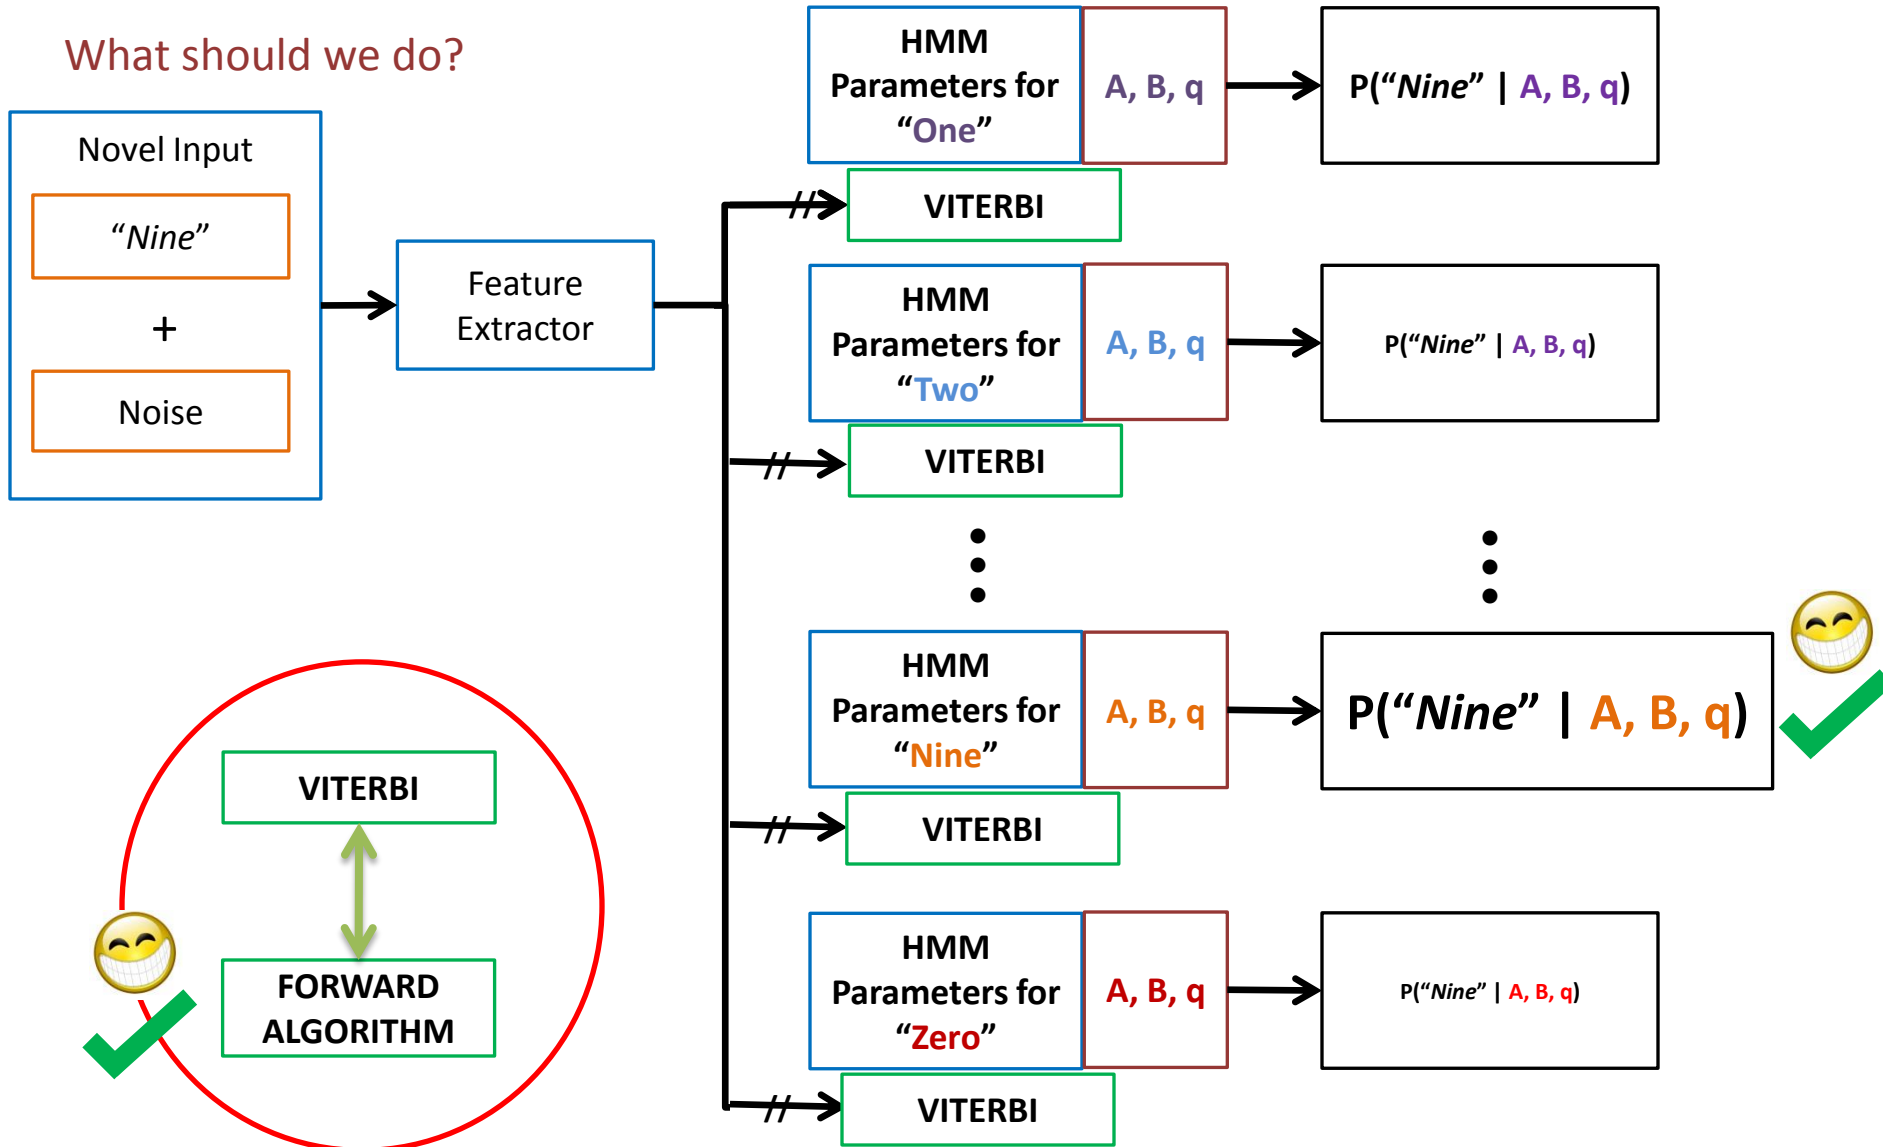 What should we do?
Novel Input
“Nine”
+
Noise
Feature
Extractor
HMM
Parameters for
“One”
A, B, q
P(“Nine” | A, B, q)
VITERBI
HMM
Parameters for
“Two”
A, B, q
P(“Nine” | A, B, q)
VITERBI
HMM
Parameters for
“Nine”
A, B, q
P(“Nine” | A, B, q)
VITERBI
HMM
Parameters for
“Zero”
A, B, q
P(“Nine” | A, B, q)
VITERBI
VITERBI
FORWARD
ALGORITHM